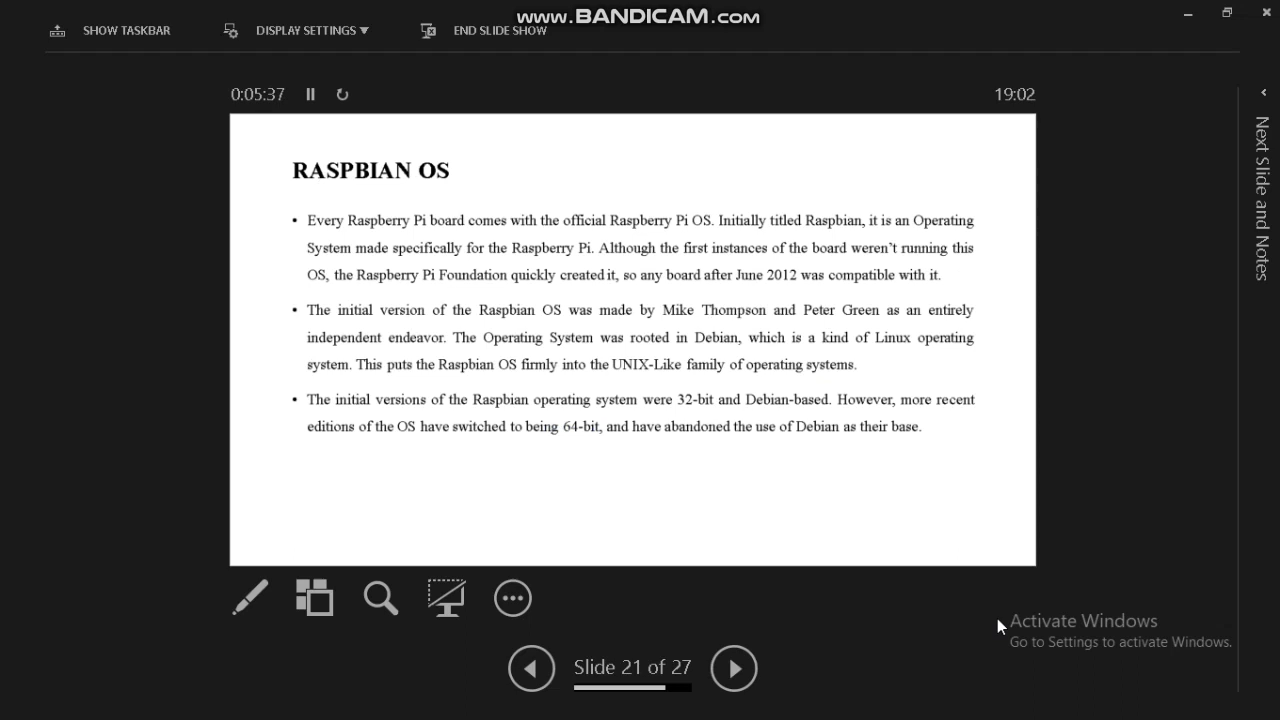 www.BANDICAM.com
SHOW TASKBAR
DISPLAY SETTINGS
END SLIDE SHOW
0:05:37
19:02
RASPBIAN OS
• Every Raspberry Pi board comes with the official Raspberry Pi OS. Initially titled Raspbian, it is an Operating
System made specifically for the Raspberry Pi. Although the first instances of the board weren't running this
OS, the Raspberry Pi Foundation quickly created it, so any board after June 2012 was compatible with it.
• The initial version of the Raspbian OS was made by Mike Thompson and Peter Green as an entirely
independent endeavor. The Operating System was rooted in Debian, which is a kind of Linux operating
system. This puts the Raspbian OS firmly into the UNIX-Like family of operating systems.
• The initial versions of the Raspbian operating system were 32-bit and Debian-based. However, more recent
editions of the OS have switched to being 64-bit, and have abandoned the use of Debian as their base.
Next Slide and Notes
Activate Windows
Go to Settings to activate Windows.
Slide 21 of 27